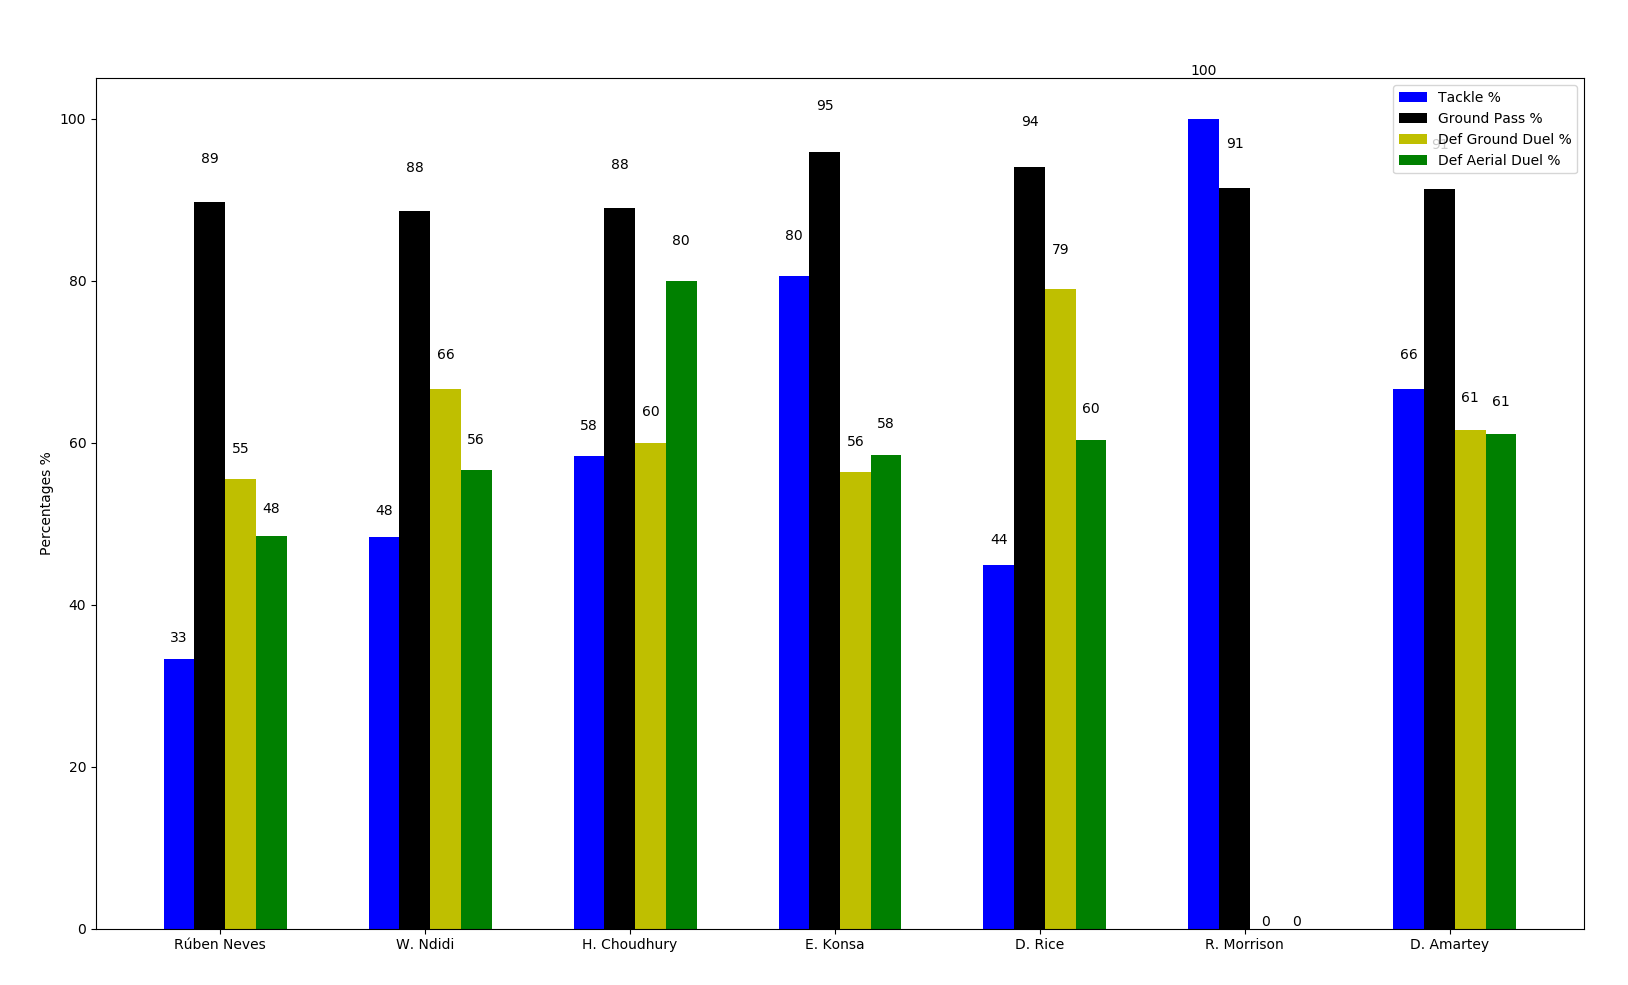 100
Tackle %
Ground Pass %
Def Ground Duel %
Def Aerial Duel %
100
80
60
40
20
0
Percentages %
89
33
55
48
88
48
66
56
88
58
60
80
95
80
56
58
94
44
79
60
91
0
0
91
66
61
61
Rúben Neves
W. Ndidi
H. Choudhury
E. Konsa
D. Rice
R. Morrison
D. Amartey